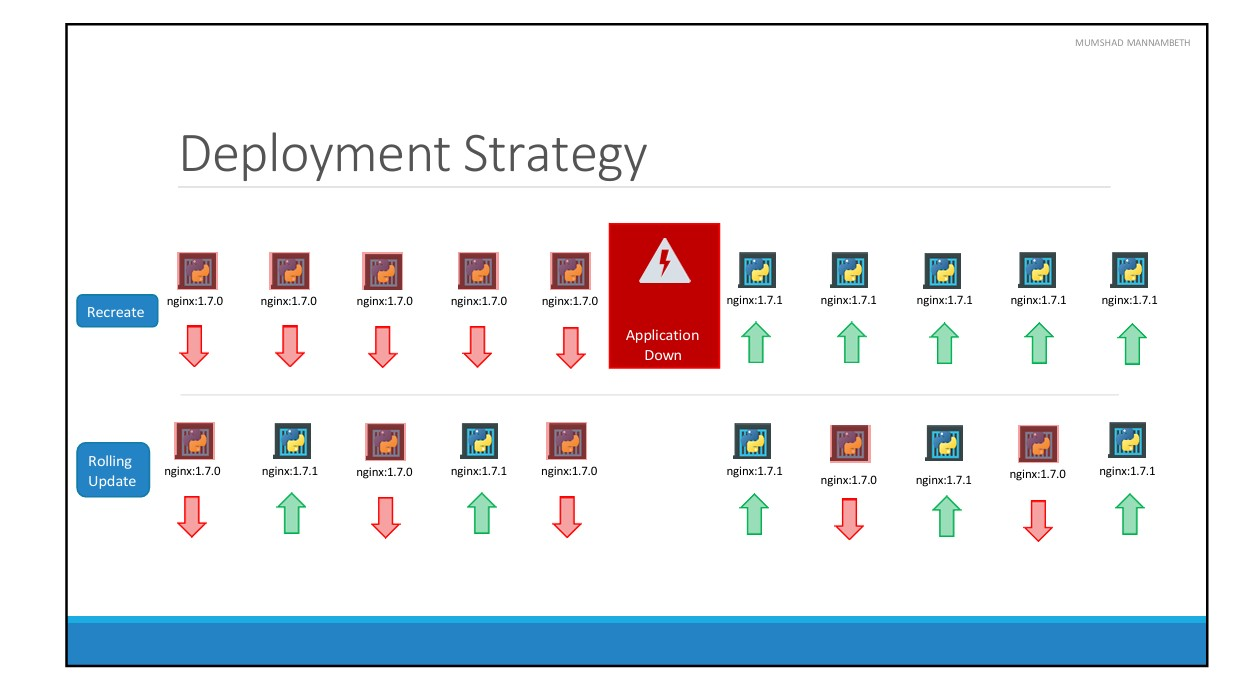 MUMSHAD MANNAMBETH
Deployment Strategy
Recreate
nginx:1.7.0 nginx:1.7.0 nginx:1.7.0 nginx:1.7.0 nginx:1.7.0 nginx:1.7.1 nginx:1.7.1 nginx:1.7.1 nginx:1.7.1 nginx:1.7.1
Application
Down
Rolling
Update
nginx:1.7.0 nginx:1.7.1 nginx:1.7.0 nginx:1.7.1 nginx:1.7.0 nginx:1.7.1 nginx:1.7.0 nginx:1.7.1 nginx:1.7.0 nginx:1.7.1